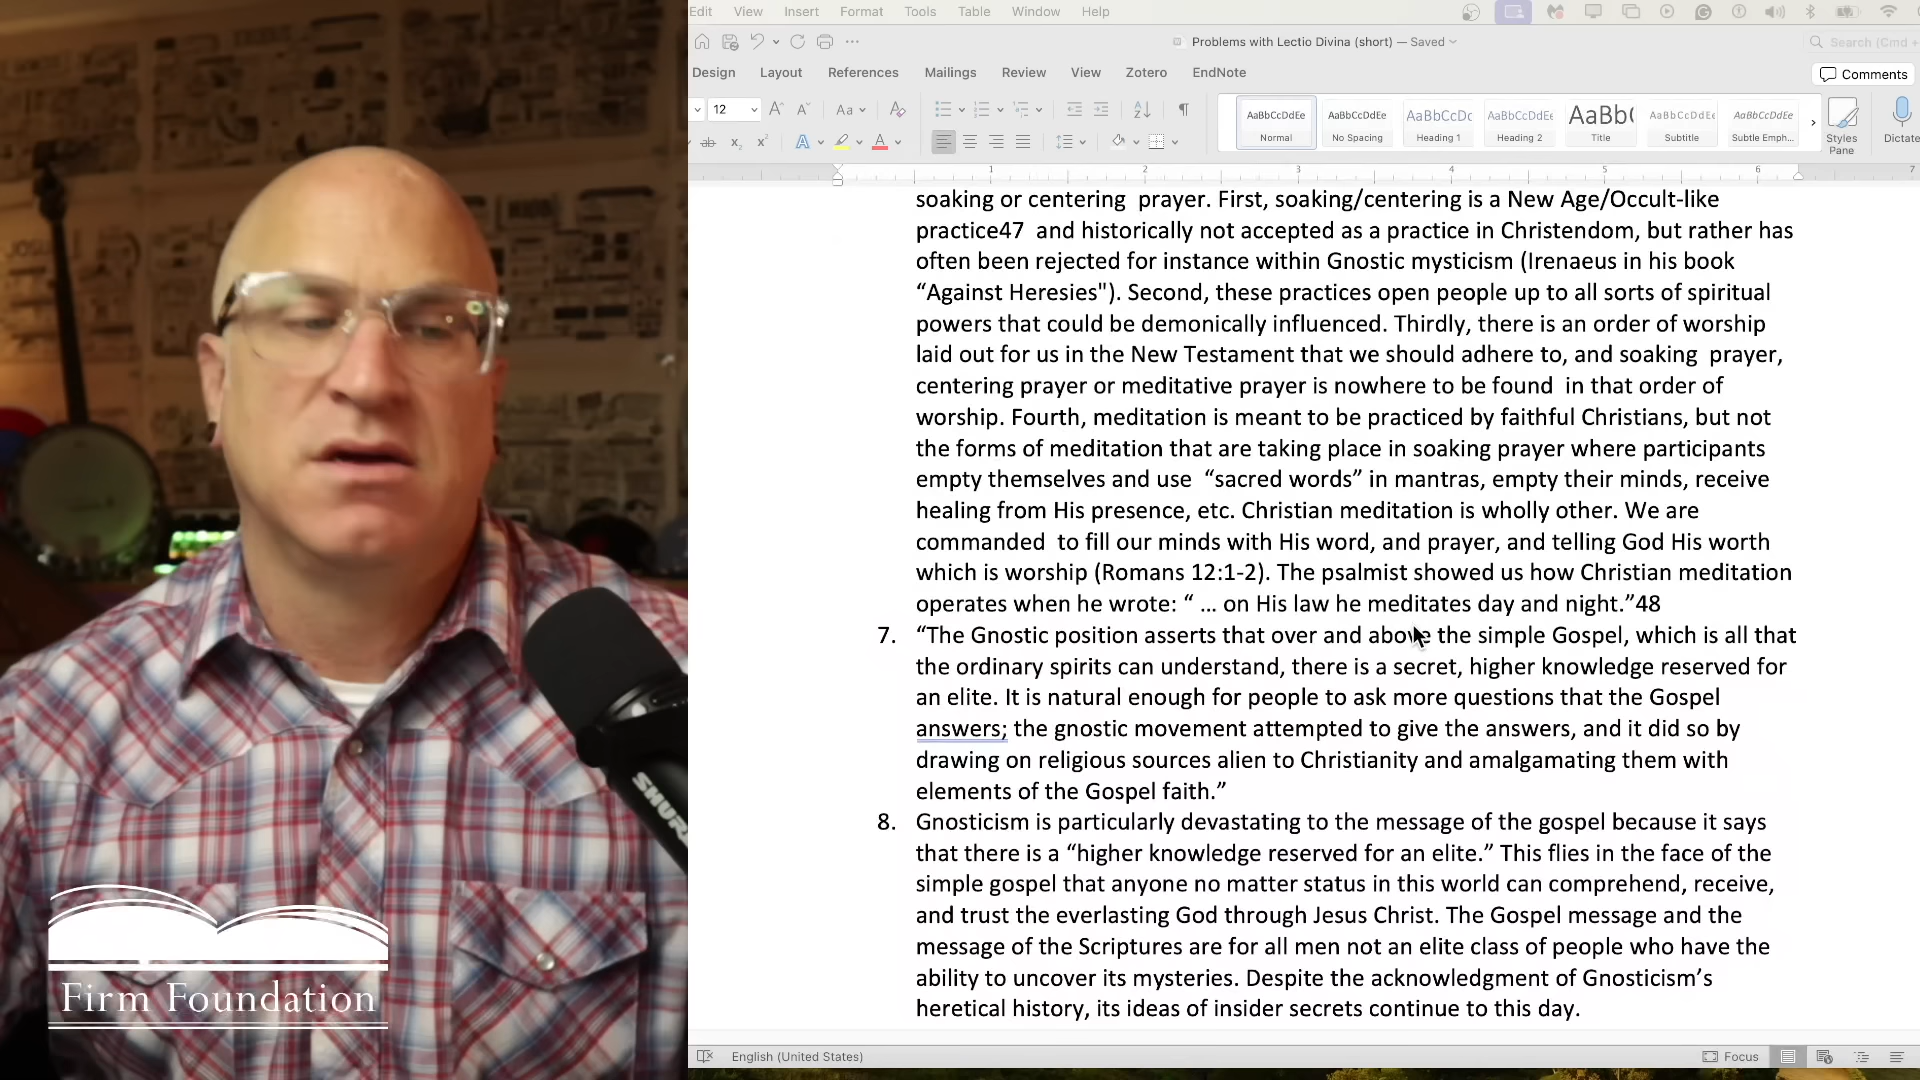 Edit View Insert Format Tools Table Window Help
Problems with Lectio Divina (short) — Saved
Search (Cmd +
Design Layout References Mailings Review View Zotero EndNote
Comments
12
Aa
AaBbCcDdEe AaBbCcDdEe AaBbCcDc AaBbCcDdEe AaBb( AaBbCcDdEe AaBbCcDdEe
Normal No Spacing Heading 1 Heading 2 Title Subtitle Subtle Emph...
Styles Pane
Dictate
1 2 3 4 5 6 7
soaking or centering  prayer. First, soaking/centering is a New Age/Occult-like
practice47  and historically not accepted as a practice in Christendom, but rather has
often been rejected for instance within Gnostic mysticism (Irenaeus in his book
“Against Heresies"). Second, these practices open people up to all sorts of spiritual
powers that could be demonically influenced. Thirdly, there is an order of worship
laid out for us in the New Testament that we should adhere to, and soaking  prayer,
centering prayer or meditative prayer is nowhere to be found  in that order of
worship. Fourth, meditation is meant to be practiced by faithful Christians, but not
the forms of meditation that are taking place in soaking prayer where participants
empty themselves and use  “sacred words” in mantras, empty their minds, receive
healing from His presence, etc. Christian meditation is wholly other. We are
commanded  to fill our minds with His word, and prayer, and telling God His worth
which is worship (Romans 12:1-2). The psalmist showed us how Christian meditation
operates when he wrote: “ … on His law he meditates day and night.”48
7. “The Gnostic position asserts that over and above the simple Gospel, which is all that
the ordinary spirits can understand, there is a secret, higher knowledge reserved for
an elite. It is natural enough for people to ask more questions that the Gospel
answers; the gnostic movement attempted to give the answers, and it did so by
drawing on religious sources alien to Christianity and amalgamating them with
elements of the Gospel faith.”
8. Gnosticism is particularly devastating to the message of the gospel because it says
that there is a “higher knowledge reserved for an elite.” This flies in the face of the
simple gospel that anyone no matter status in this world can comprehend, receive,
and trust the everlasting God through Jesus Christ. The Gospel message and the
message of the Scriptures are for all men not an elite class of people who have the
ability to uncover its mysteries. Despite the acknowledgment of Gnosticism’s
heretical history, its ideas of insider secrets continue to this day.
English (United States)
Focus
SHUR
Firm Foundation